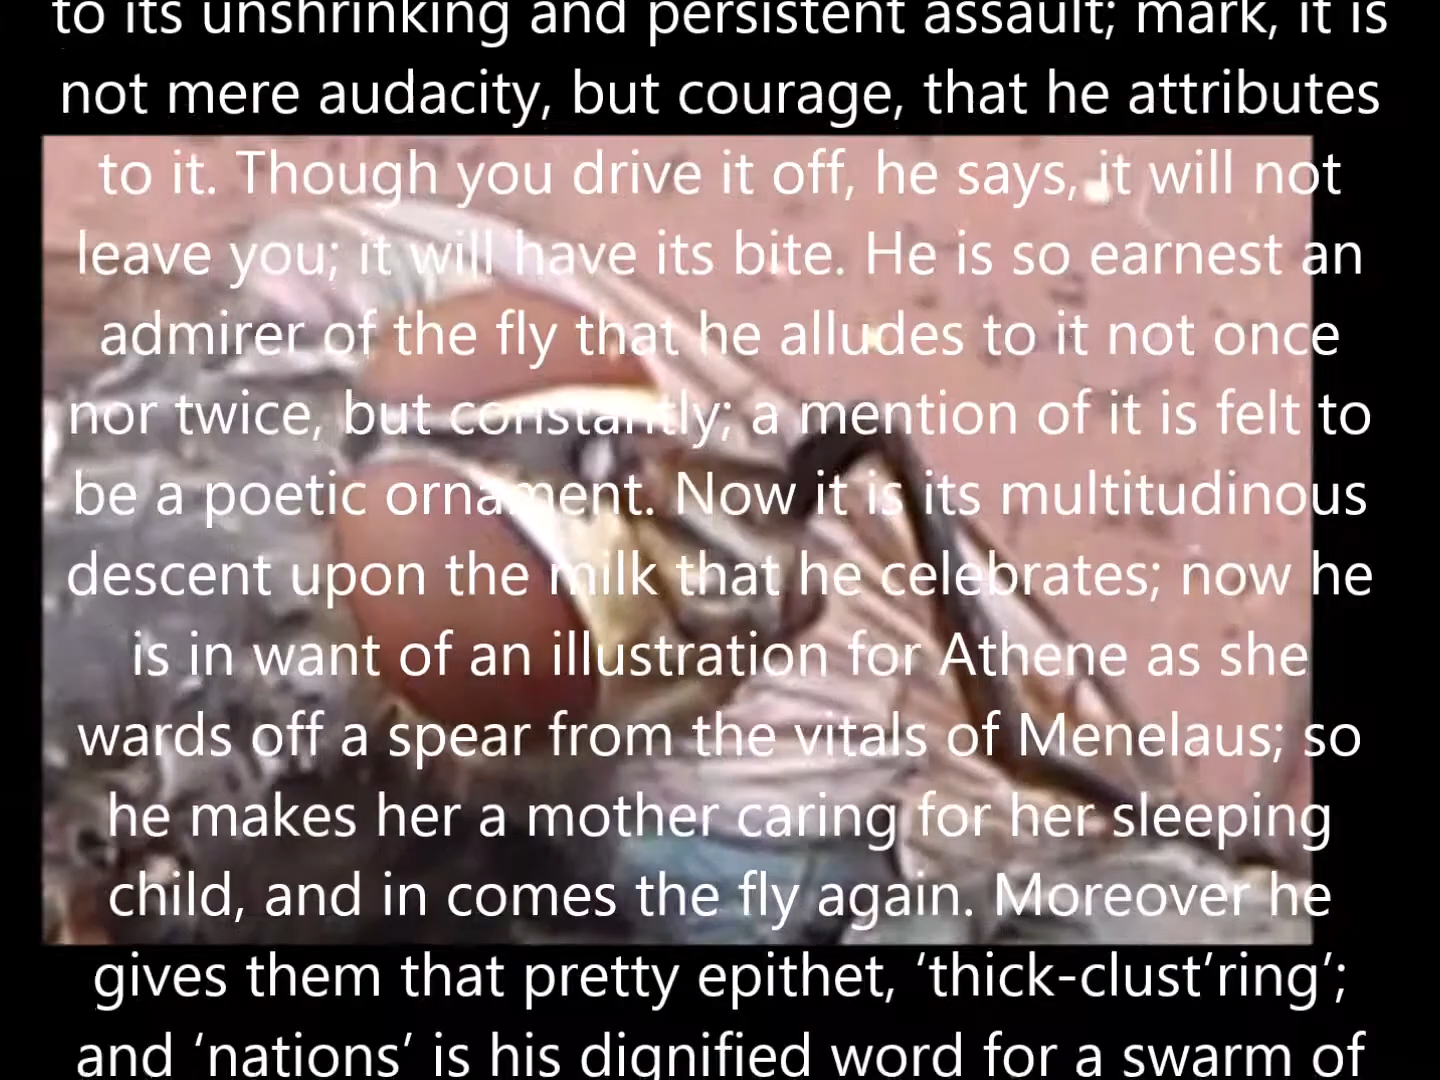 to its unshrinking and persistent assault; mark, it is
not mere audacity, but courage, that he attributes
to it. Though you drive it off, he says, it will not
leave you; it will have its bite. He is so earnest an
admirer of the fly that he alludes to it not once
nor twice, but constantly; a mention of it is felt to
be a poetic ornament. Now it is its multitudinous
descent upon the milk that he celebrates; now he
is in want of an illustration for Athene as she
wards off a spear from the vitals of Menelaus; so
he makes her a mother caring for her sleeping
child, and in comes the fly again. Moreover he
gives them that pretty epithet, ‘thick-clust’ring’;
and ‘nations’ is his dignified word for a swarm of